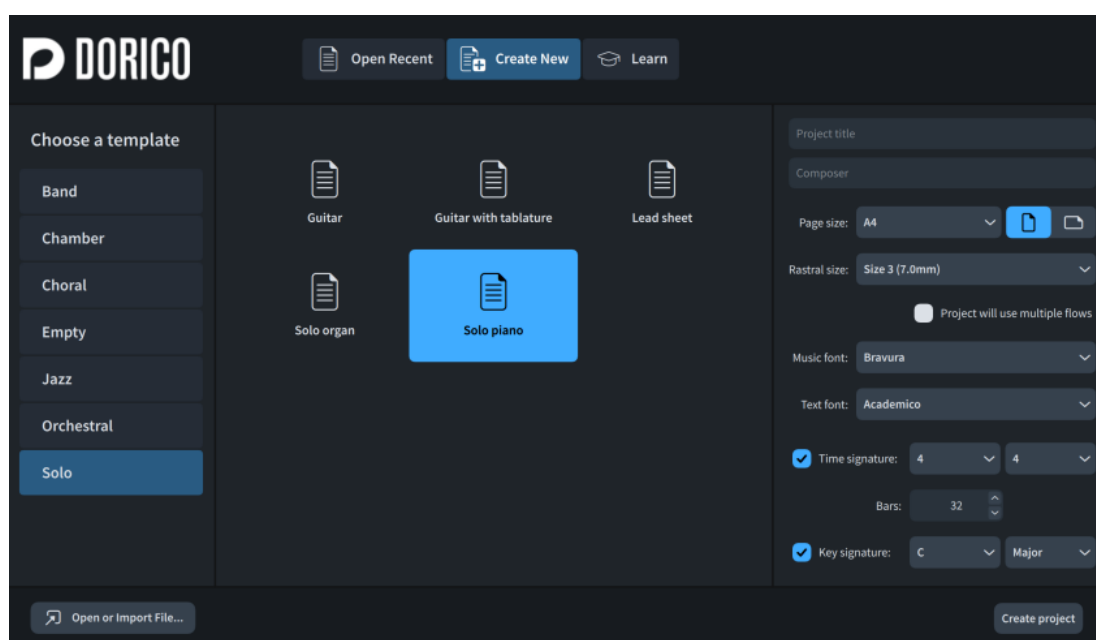 DORICO
Open Recent
Create New
Learn
Choose a template
Band
Chamber
Choral
Empty
Jazz
Orchestral
Solo
Guitar
Guitar with tablature
Lead sheet
Solo organ
Solo piano
Project title
Composer
Page size: A4
Rastral size: Size 3 (7.0mm)
Project will use multiple flows
Music font: Bravura
Text font: Academico
Time signature: 4 4
Bars: 32
Key signature: C Major
Open or Import File...
Create project